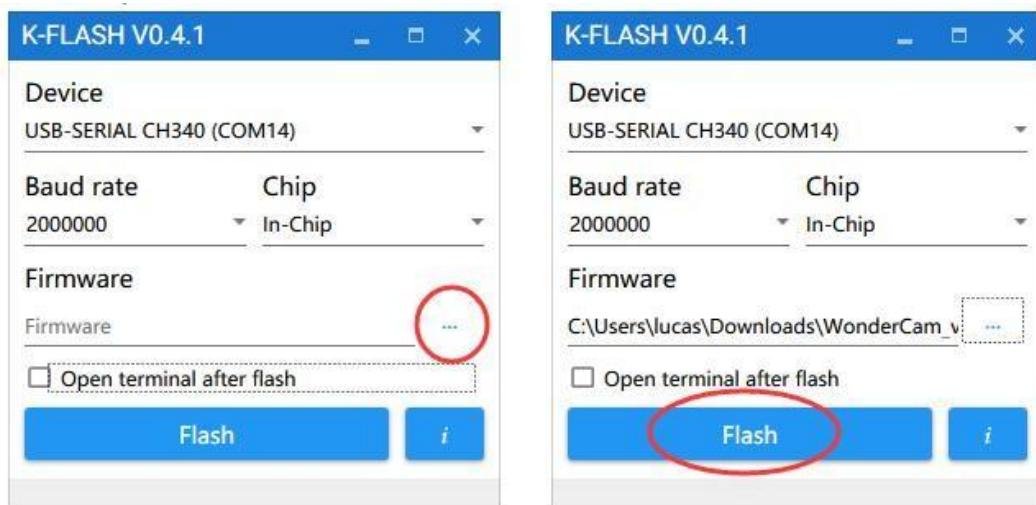 K-FLASH V0.4.1
Device
USB-SERIAL CH340 (COM14)
Baud rate Chip
2000000 In-Chip
Firmware
Firmware
...
Open terminal after flash
Flash i
K-FLASH V0.4.1
Device
USB-SERIAL CH340 (COM14)
Baud rate Chip
2000000 In-Chip
Firmware
C:\Users\lucas\Downloads\WonderCam_v ...
Open terminal after flash
Flash i